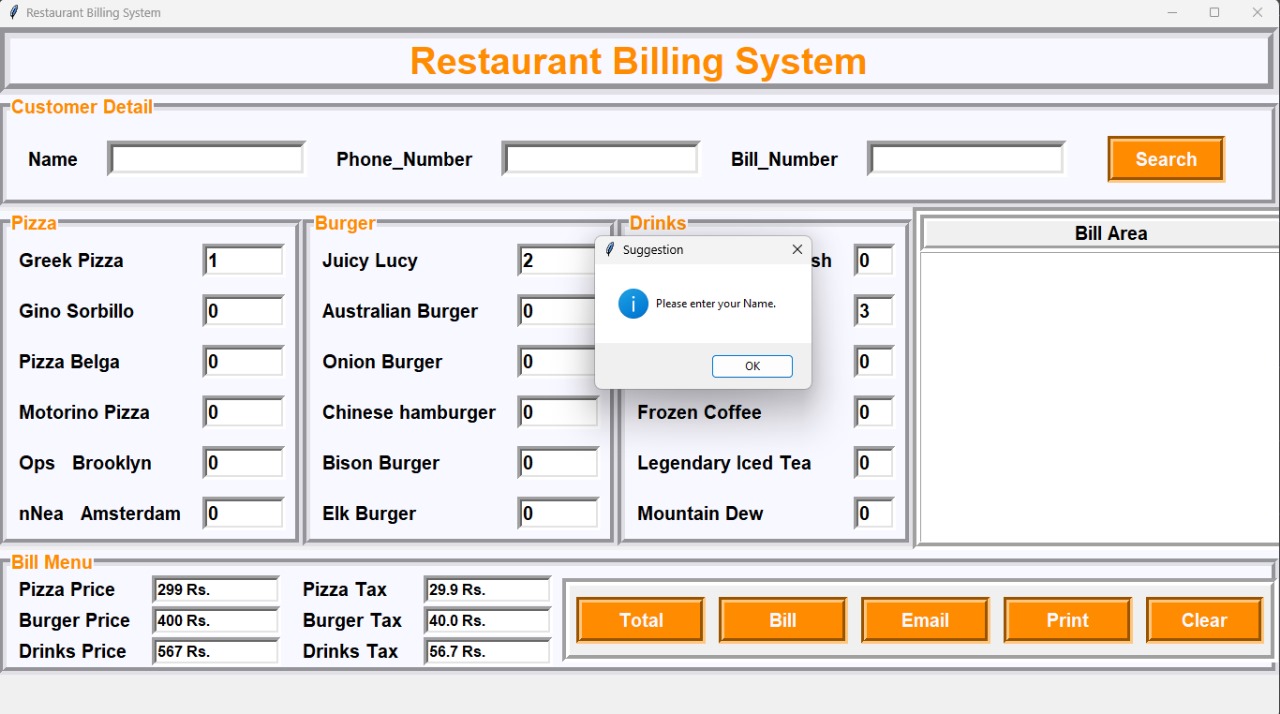 Restaurant Billing System
Restaurant Billing System
Customer Detail
Name Phone_Number Bill_Number Search
Pizza Burger Drinks
Bill Area
Greek Pizza 1 Juicy Lucy 2 0
Gino Sorbillo 0 Australian Burger 0 3
Pizza Belga 0 Onion Burger 0 0
Motorino Pizza 0 Chinese hamburger 0 Frozen Coffee 0
Ops Brooklyn 0 Bison Burger 0 Legendary Iced Tea 0
nNea Amsterdam 0 Elk Burger 0 Mountain Dew 0
Suggestion
Please enter your Name.
OK
Bill Menu
Pizza Price 299 Rs. Pizza Tax 29.9 Rs.
Burger Price 400 Rs. Burger Tax 40.0 Rs.
Drinks Price 567 Rs. Drinks Tax 56.7 Rs.
Total Bill Email Print Clear